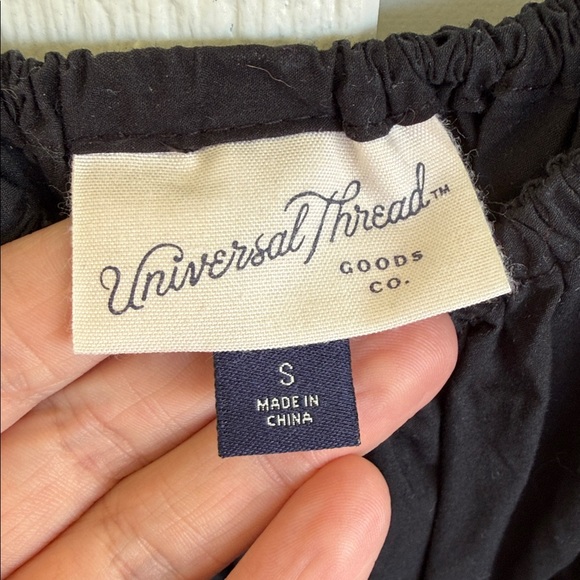 Universal Thread™
GOODS
CO.
S
MADE IN
CHINA